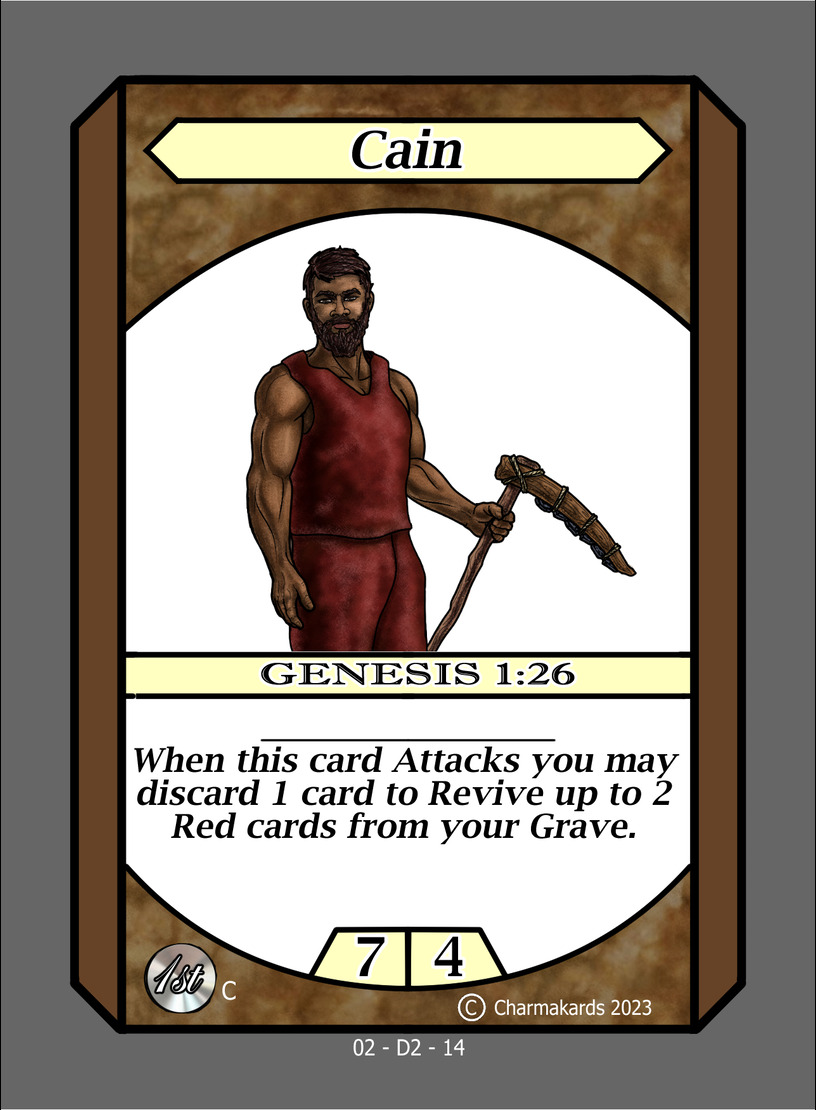 Cain
GENESIS 1:26
When this card Attacks you may
discard 1 card to Revive up to 2
Red cards from your Grave.
7 4
1st C
© Charmakards 2023
02 - D2 - 14